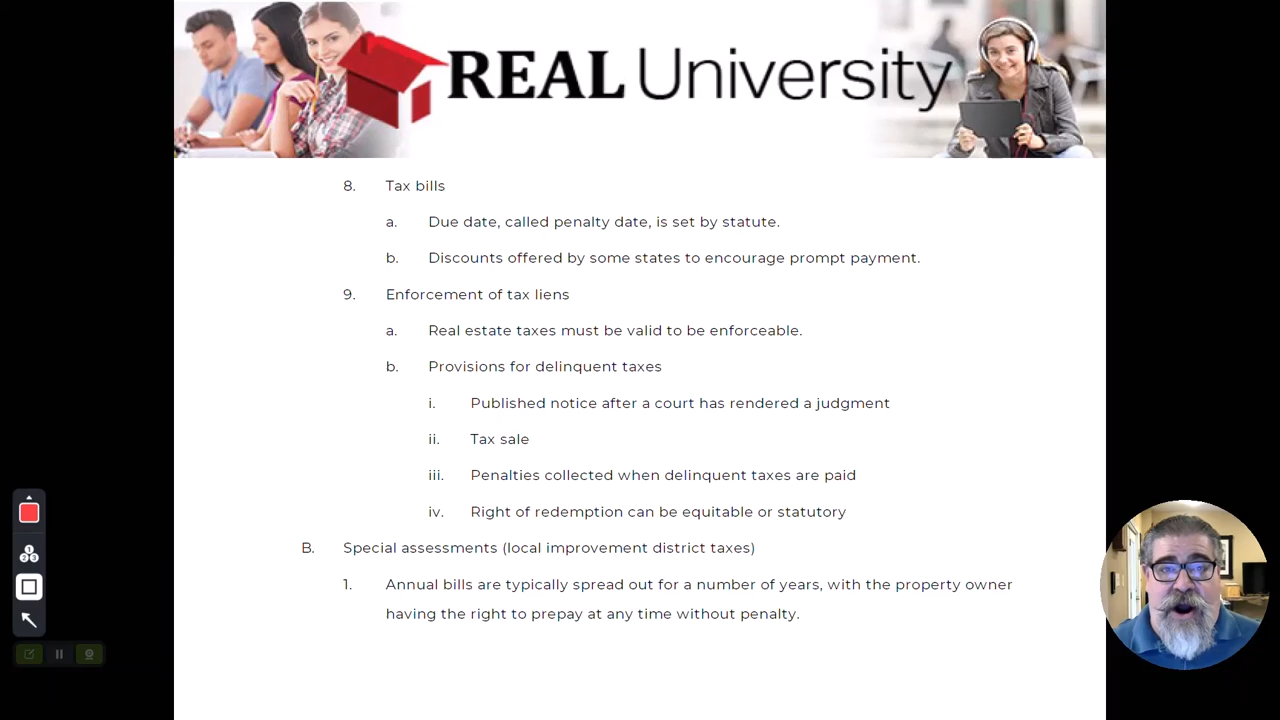 REAL University
8. Tax bills
a. Due date, called penalty date, is set by statute.
b. Discounts offered by some states to encourage prompt payment.
9. Enforcement of tax liens
a. Real estate taxes must be valid to be enforceable.
b. Provisions for delinquent taxes
i. Published notice after a court has rendered a judgment
ii. Tax sale
iii. Penalties collected when delinquent taxes are paid
iv. Right of redemption can be equitable or statutory
B. Special assessments (local improvement district taxes)
1. Annual bills are typically spread out for a number of years, with the property owner
having the right to prepay at any time without penalty.